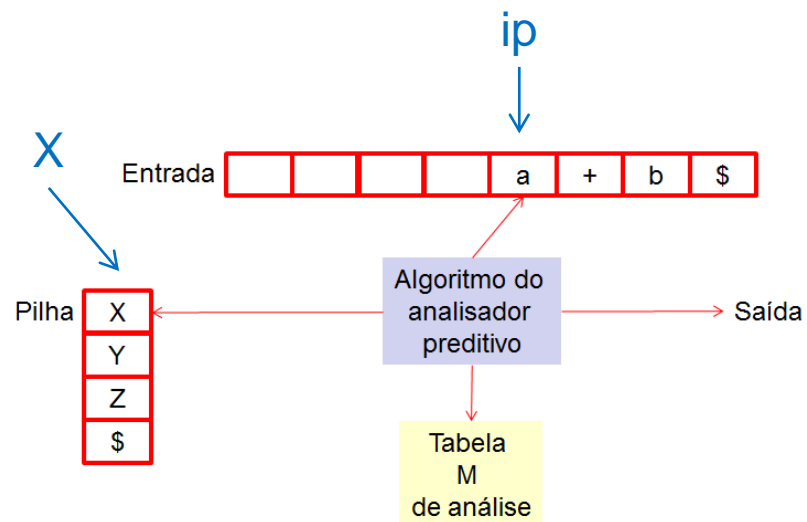 ip
X
Entrada a + b $
Algoritmo do
analisador
preditivo
Pilha X
Y
Z
$
Saída
Tabela
M
de análise